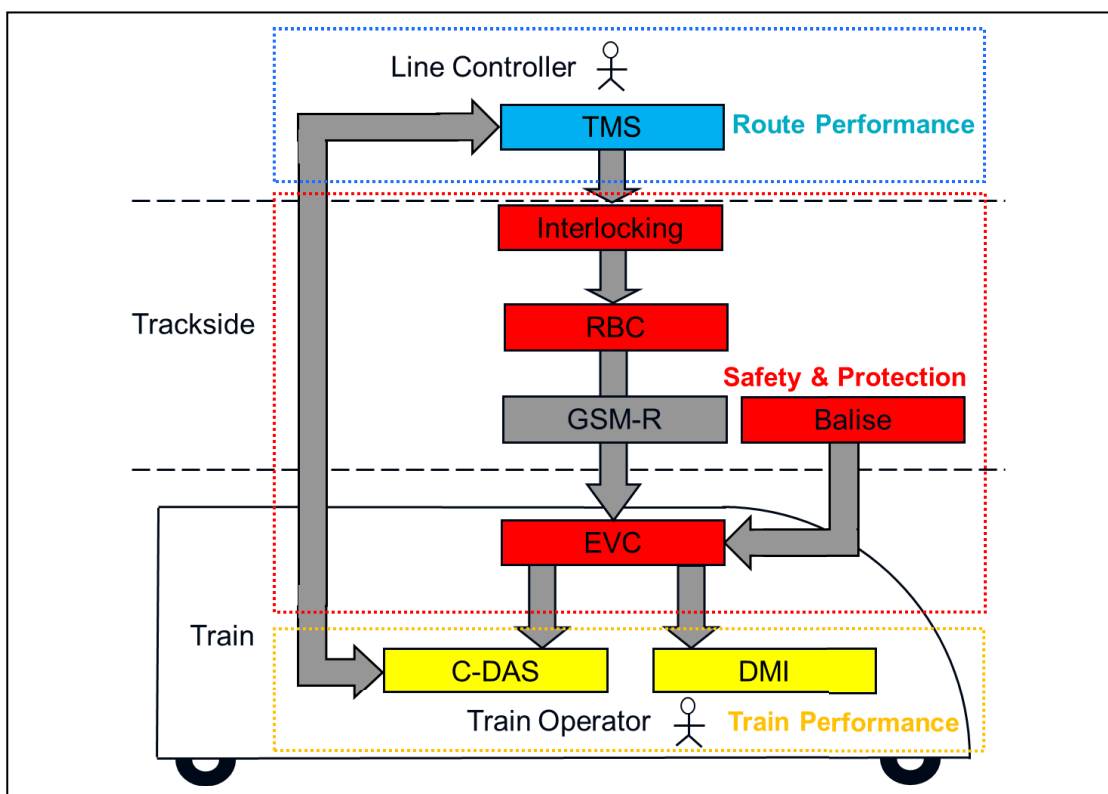 Line Controller
TMS
Route Performance
Interlocking
Trackside
RBC
Safety & Protection
GSM-R
Balise
EVC
Train
C-DAS
DMI
Train Operator
Train Performance